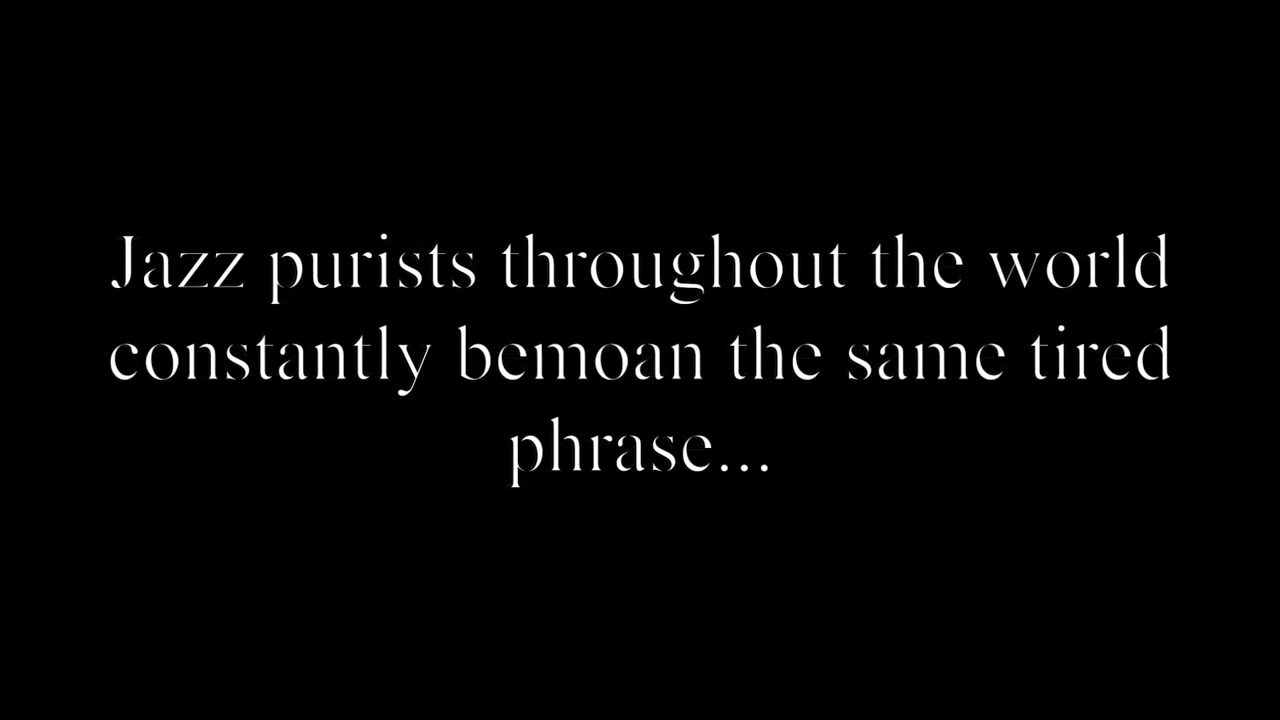 Jazz purists throughout the world
constantly bemoan the same tired
phrase...